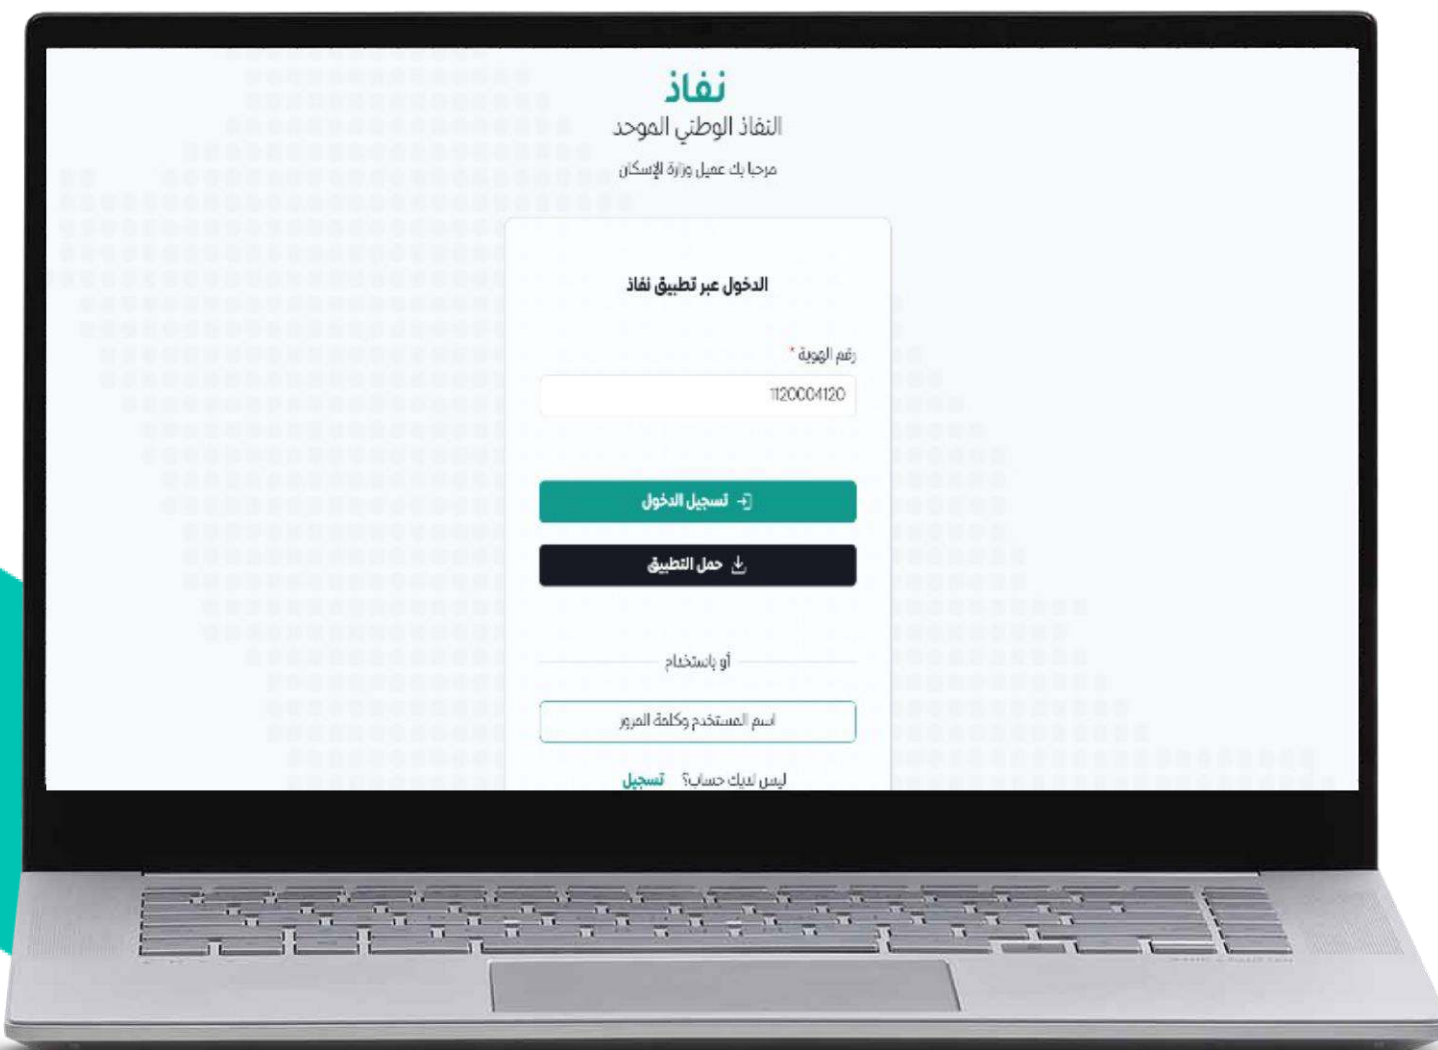 نفاذ
النفاذ الوطني الموحد
مرحبا بك عميل وزارة الإسكان
الدخول عبر تطبيق نفاذ
رقم الهوية *
1120004120
تسجيل الدخول
حمل التطبيق
أو باستخدام
اسم المستخدم وكلمة المرور
ليس لديك حساب؟ تسجيل